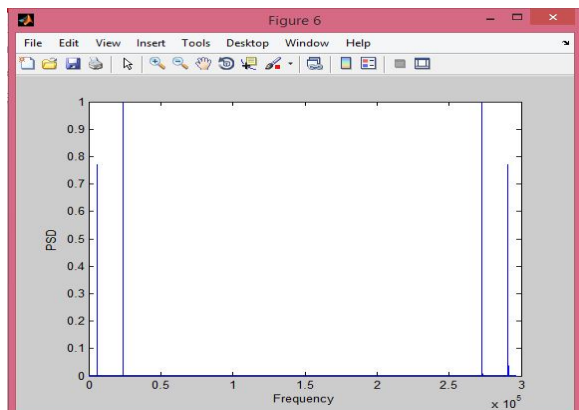 Figure 6
File Edit View Insert Tools Desktop Window Help
1
0.9
0.8
0.7
0.6
0.5
0.4
0.3
0.2
0.1
0
PSD
0 0.5 1 1.5 2 2.5 3
Frequency
x 10^5